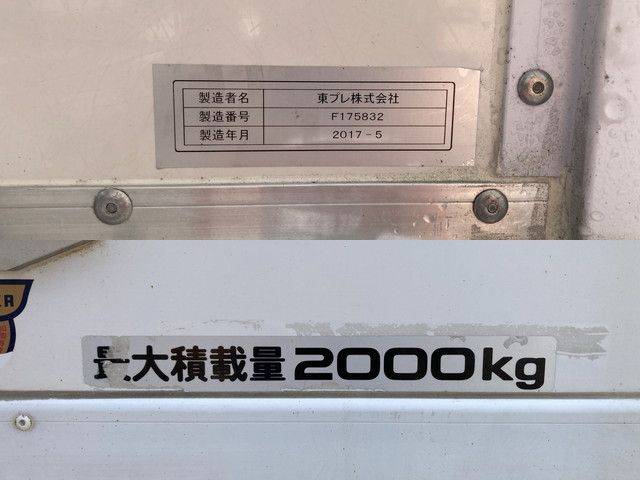 製造者名 東プレ株式会社
製造番号 F175832
製造年月 2017-5
最大積載量 2000kg